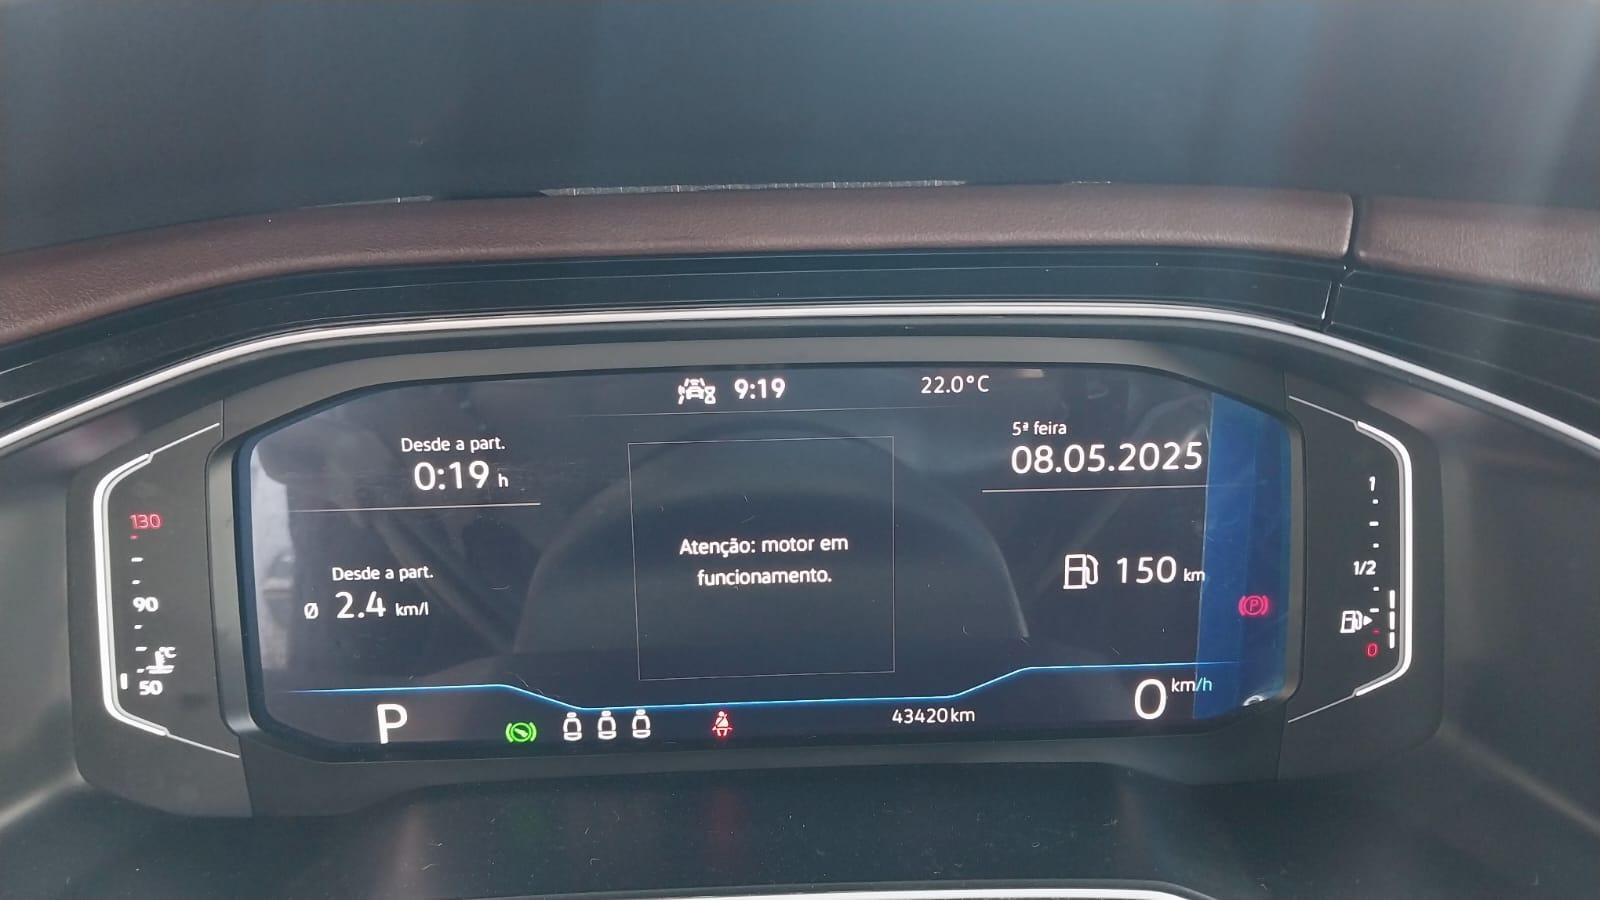 9:19
22.0°C
Desde a part.
0:19 h
5ª feira
08.05.2025
Atenção: motor em
funcionamento.
Desde a part.
Ø 2.4 km/l
150 km
P
43420km
0 km/h
130
90
°C
50
1
1/2
0
(P)